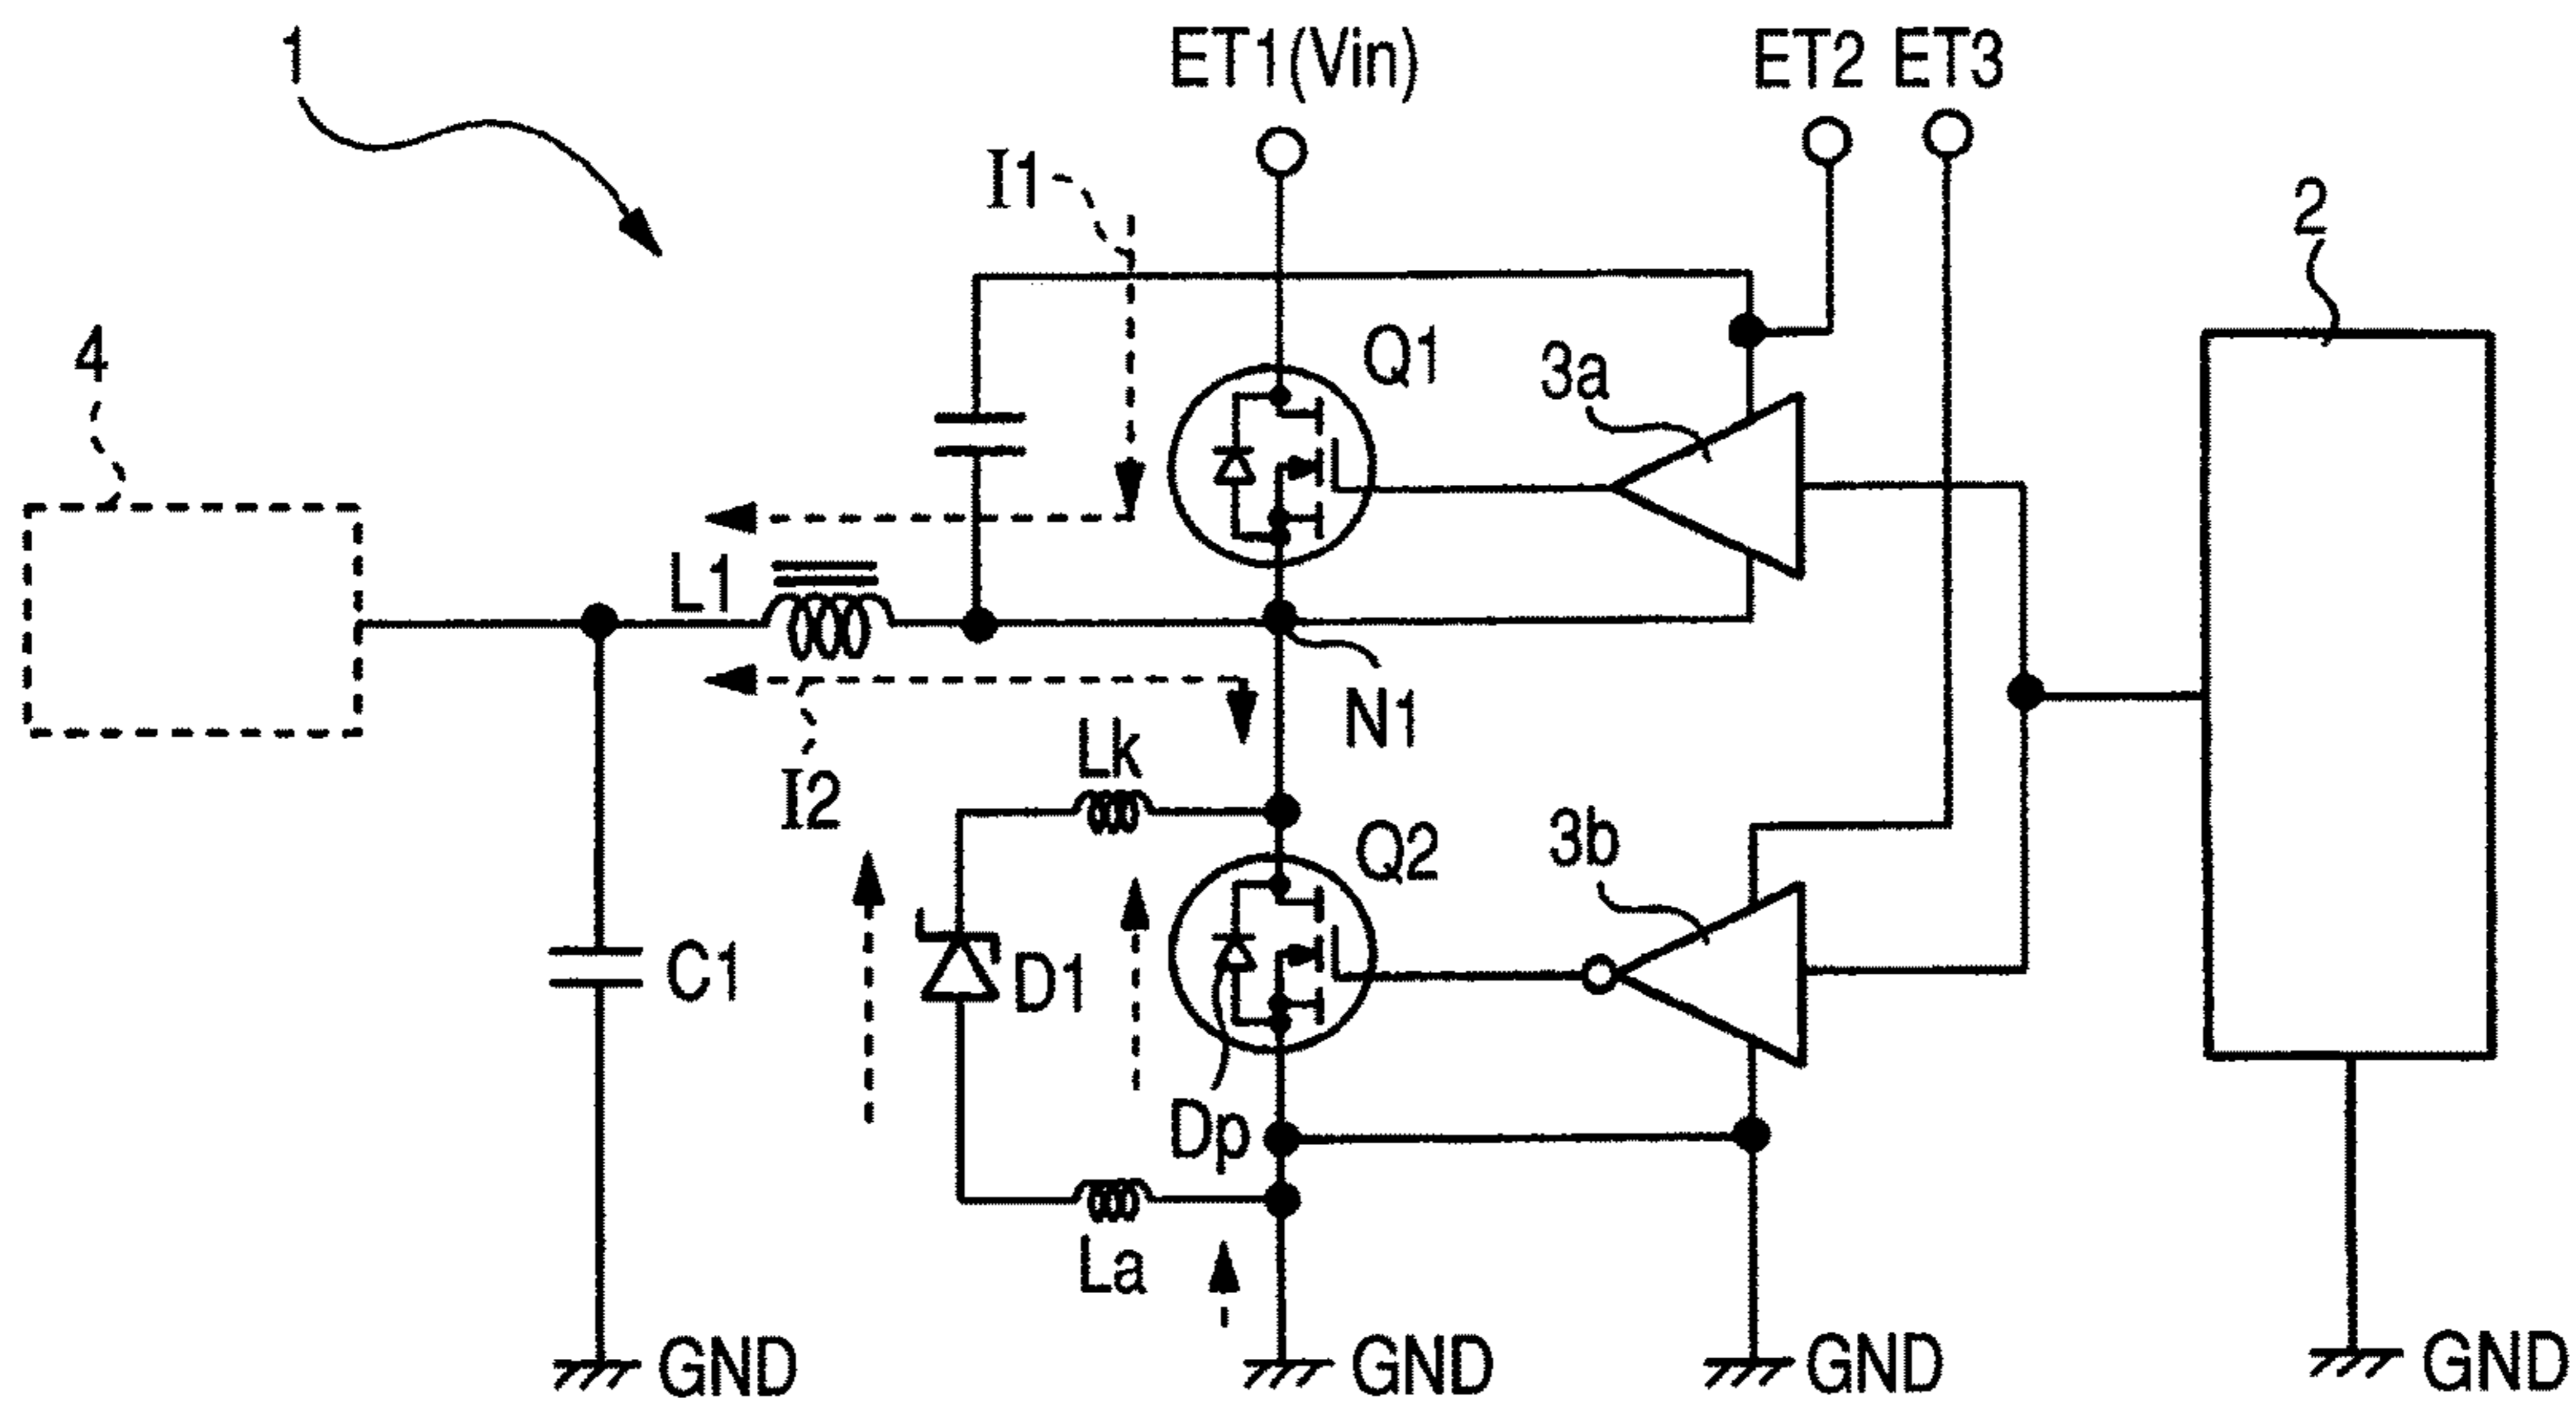 1
ET1(Vin)
ET2
ET3
I1
2
4
Q1
3a
L1
N1
Lk
I2
Q2
3b
C1
D1
Dp
La
GND
GND
GND
GND